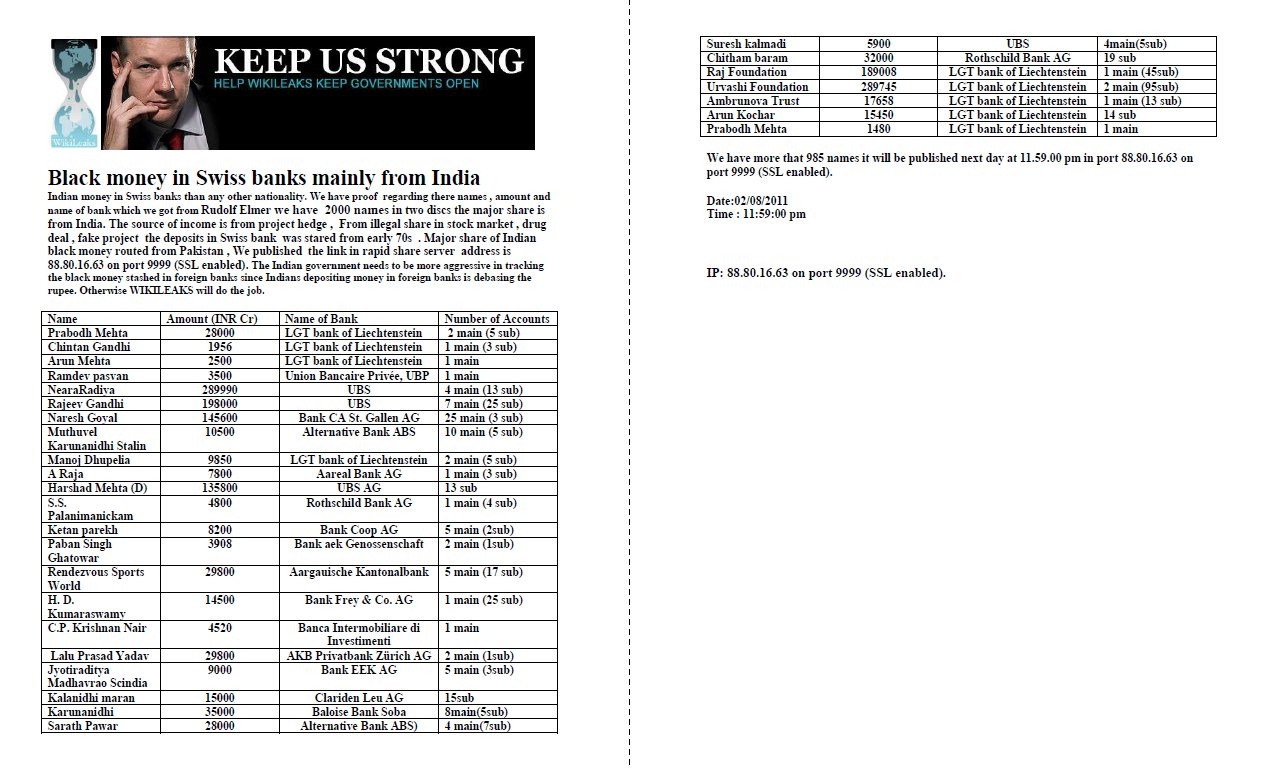 KEEP US STRONG
HELP WIKILEAKS KEEP GOVERNMENTS OPEN
WikiLeaks
Black money in Swiss banks mainly from India
Indian money in Swiss banks than any other nationality. We have proof regarding there names , amount and
name of bank which we got from Rudolf Elmer we have 2000 names in two discs the major share is
from India. The source of income is from project hedge , From illegal share in stock market , drug
deal , fake project the deposits in Swiss bank was stared from early 70s . Major share of Indian
black money routed from Pakistan , We published the link in rapid share server address is
88.80.16.63 on port 9999 (SSL enabled). The Indian government needs to be more aggressive in tracking
the black money stashed in foreign banks since Indians depositing money in foreign banks is debasing the
rupee. Otherwise WIKILEAKS will do the job.
Name Amount (INR Cr) Name of Bank Number of Accounts
Prabodh Mehta 28000 LGT bank of Liechtenstein 2 main (5 sub)
Chintan Gandhi 1956 LGT bank of Liechtenstein 1 main (3 sub)
Arun Mehta 2500 LGT bank of Liechtenstein 1 main
Ramdev pasvan 3500 Union Bancaire Privée, UBP 1 main
NearaRadiya 289990 UBS 4 main (13 sub)
Rajeev Gandhi 198000 UBS 7 main (25 sub)
Naresh Goyal 145600 Bank CA St. Gallen AG 25 main (3 sub)
Muthuvel 10500 Alternative Bank ABS 10 main (5 sub)
Karunanidhi Stalin
Manoj Dhupelia 9850 LGT bank of Liechtenstein 2 main (5 sub)
A Raja 7800 Aareal Bank AG 1 main (3 sub)
Harshad Mehta (D) 135800 UBS AG 13 sub
S.S. 4800 Rothschild Bank AG 1 main (4 sub)
Palanimanickam
Ketan parekh 8200 Bank Coop AG 5 main (2sub)
Paban Singh 3908 Bank aek Genossenschaft 2 main (1sub)
Ghatowar
Rendezvous Sports 29800 Aargauische Kantonalbank 5 main (17 sub)
World
H. D. 14500 Bank Frey & Co. AG 1 main (25 sub)
Kumaraswamy
C.P. Krishnan Nair 4520 Banca Intermobiliare di 1 main
Investimenti
Lalu Prasad Yadav 29800 AKB Privatbank Zürich AG 2 main (1sub)
Jyotiraditya 9000 Bank EEK AG 5 main (3sub)
Madhavrao Scindia
Kalanidhi maran 15000 Clariden Leu AG 15sub
Karunanidhi 35000 Baloise Bank Soba 8main(5sub)
Sarath Pawar 28000 Alternative Bank ABS) 4 main(7sub)
Suresh kalmadi 5900 UBS 4main(5sub)
Chitham baram 32000 Rothschild Bank AG 19 sub
Raj Foundation 189008 LGT bank of Liechtenstein 1 main (45sub)
Urvashi Foundation 289745 LGT bank of Liechtenstein 2 main (95sub)
Ambrunova Trust 17658 LGT bank of Liechtenstein 1 main (13 sub)
Arun Kochar 15450 LGT bank of Liechtenstein 14 sub
Prabodh Mehta 1480 LGT bank of Liechtenstein 1 main
We have more that 985 names it will be published next day at 11.59.00 pm in port 88.80.16.63 on
port 9999 (SSL enabled).
Date:02/08/2011
Time : 11:59:00 pm
IP: 88.80.16.63 on port 9999 (SSL enabled).